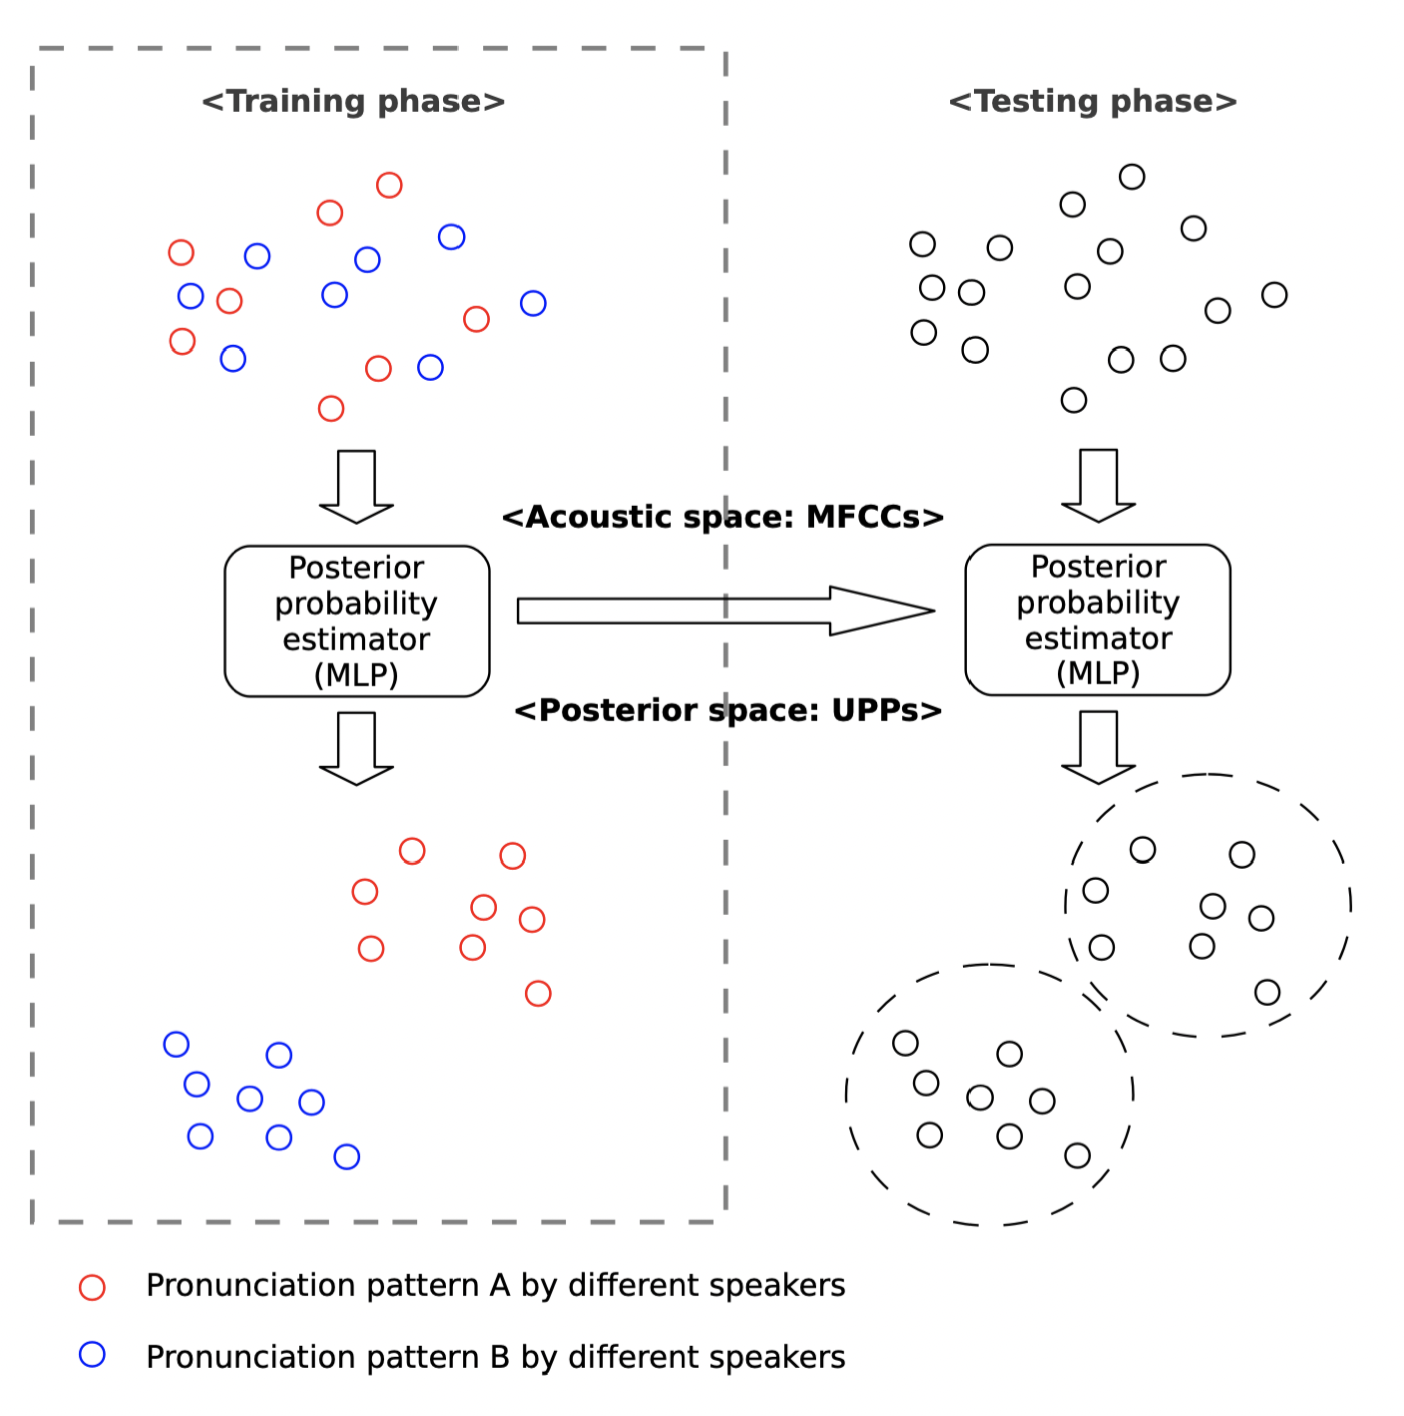 <Training phase>
<Testing phase>
<Acoustic space: MFCCs>
Posterior
probability
estimator
(MLP)
Posterior
probability
estimator
(MLP)
<Posterior space: UPPs>
Pronunciation pattern A by different speakers
Pronunciation pattern B by different speakers